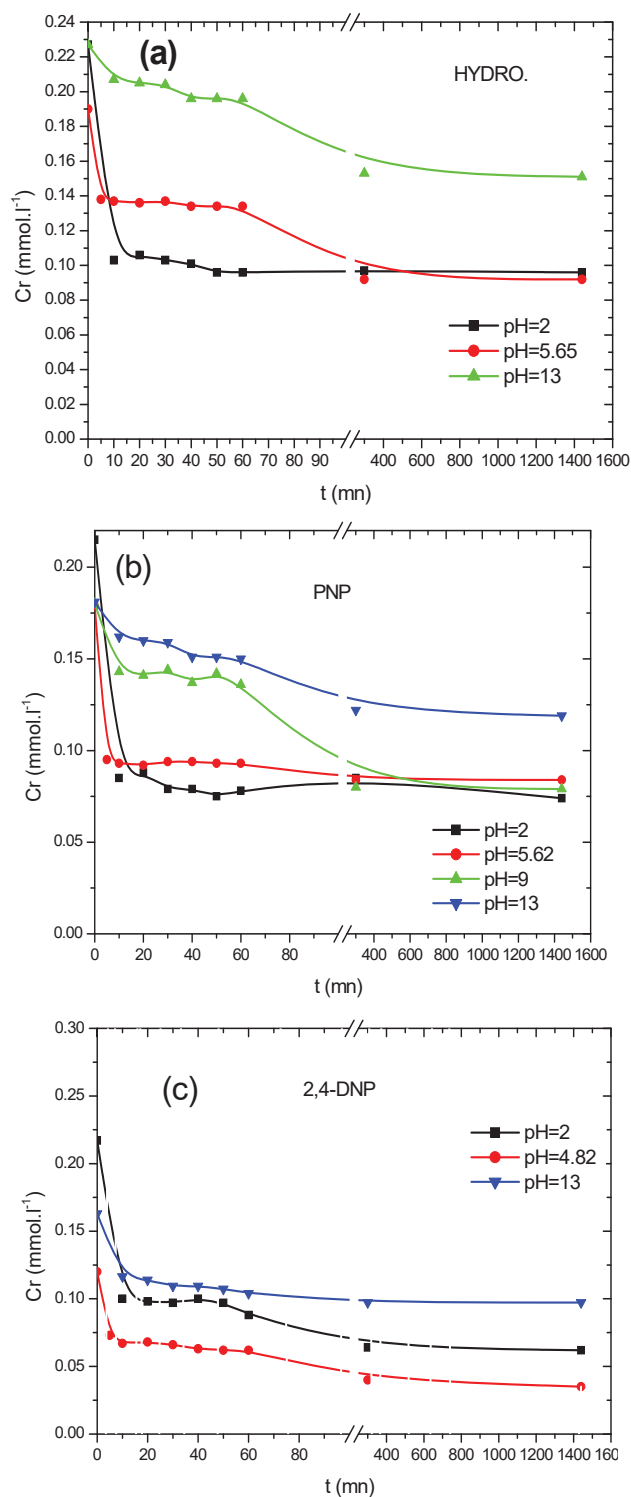 (a)
HYDRO.
0.24
0.22
0.20
0.18
0.16
0.14
0.12
0.10
0.08
0.06
0.04
0.02
0.00
Cr (mmol.l⁻¹)
pH=2
pH=5.65
pH=13
0 10 20 30 40 50 60 70 80 90 400 600 800 1000 1200 1400 1600
t (mn)
(b)
PNP
0.20
0.15
0.10
0.05
0.00
Cr (mmol.l⁻¹)
pH=2
pH=5.62
pH=9
pH=13
0 20 40 60 80 400 600 800 1000 1200 1400 1600
t (mn)
(c)
2,4-DNP
0.30
0.25
0.20
0.15
0.10
0.05
0.00
Cr (mmol.l⁻¹)
pH=2
pH=4.82
pH=13
0 20 40 60 80 400 600 800 1000 1200 1400 1600
t (mn)